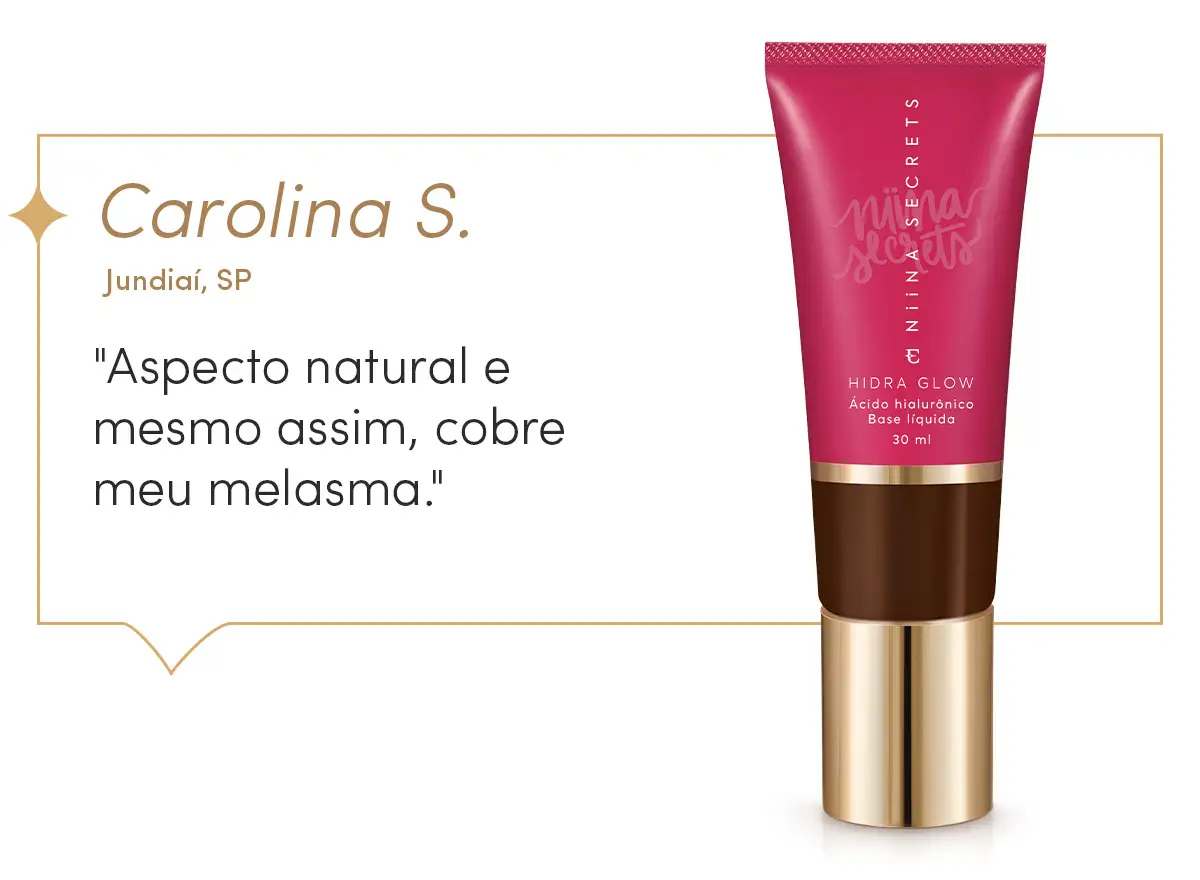 Carolina S.
Jundiaí, SP
"Aspecto natural e
mesmo assim, cobre
meu melasma."
niina
secrets
NiiNA SECRETS
HIDRA GLOW
Ácido hialurônico
Base líquida
30 ml